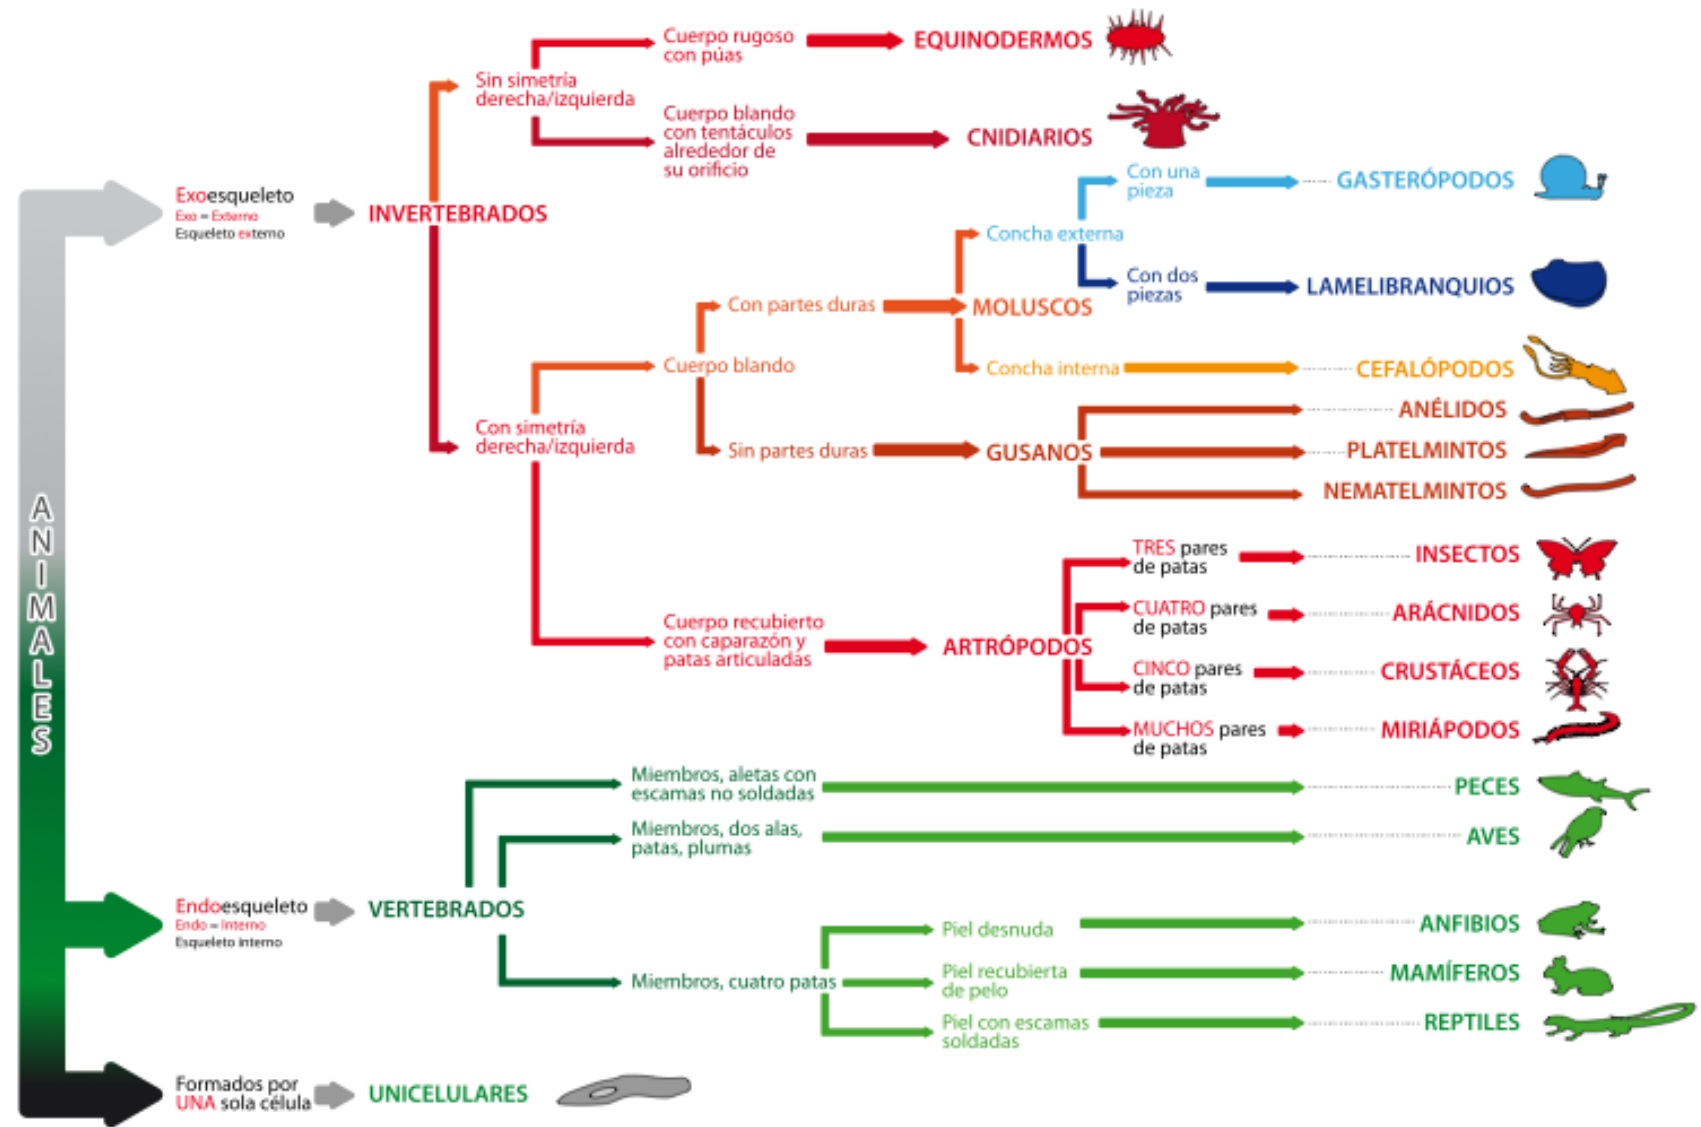 ANIMALES
Exoesqueleto
Exo = Externo
Esqueleto externo
INVERTEBRADOS
Sin simetría
derecha/izquierda
Cuerpo rugoso
con púas
EQUINODERMOS
Cuerpo blando
con tentáculos
alrededor de
su orificio
CNIDIARIOS
Con simetría
derecha/izquierda
Cuerpo blando
Con partes duras
MOLUSCOS
Concha externa
Con una
pieza
GASTERÓPODOS
Con dos
piezas
LAMELIBRANQUIOS
Concha interna
CEFALÓPODOS
Sin partes duras
GUSANOS
ANÉLIDOS
PLATELMINTOS
NEMATELMINTOS
Cuerpo recubierto
con caparazón y
patas articuladas
ARTRÓPODOS
TRES pares
de patas
INSECTOS
CUATRO pares
de patas
ARÁCNIDOS
CINCO pares
de patas
CRUSTÁCEOS
MUCHOS pares
de patas
MIRIÁPODOS
Endoesqueleto
Endo = Interno
Esqueleto interno
VERTEBRADOS
Miembros, aletas con
escamas no soldadas
PECES
Miembros, dos alas,
patas, plumas
AVES
Miembros, cuatro patas
Piel desnuda
ANFIBIOS
Piel recubierta
de pelo
MAMÍFEROS
Piel con escamas
soldadas
REPTILES
Formados por
UNA sola célula
UNICELULARES